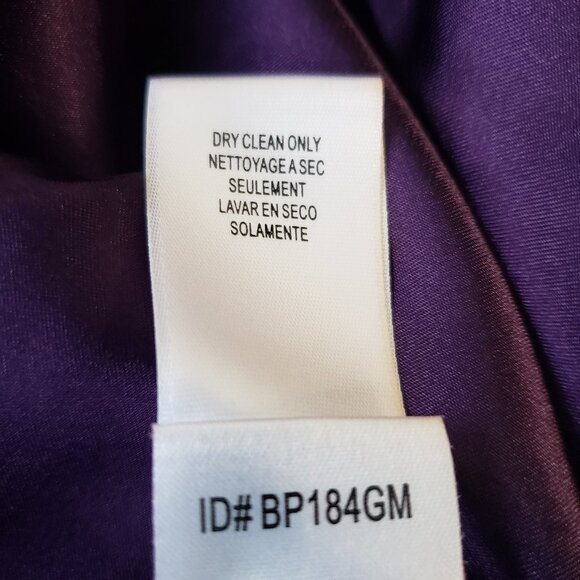 DRY CLEAN ONLY
NETTOYAGE A SEC
SEULEMENT
LAVAR EN SECO
SOLAMENTE
ID# BP184GM